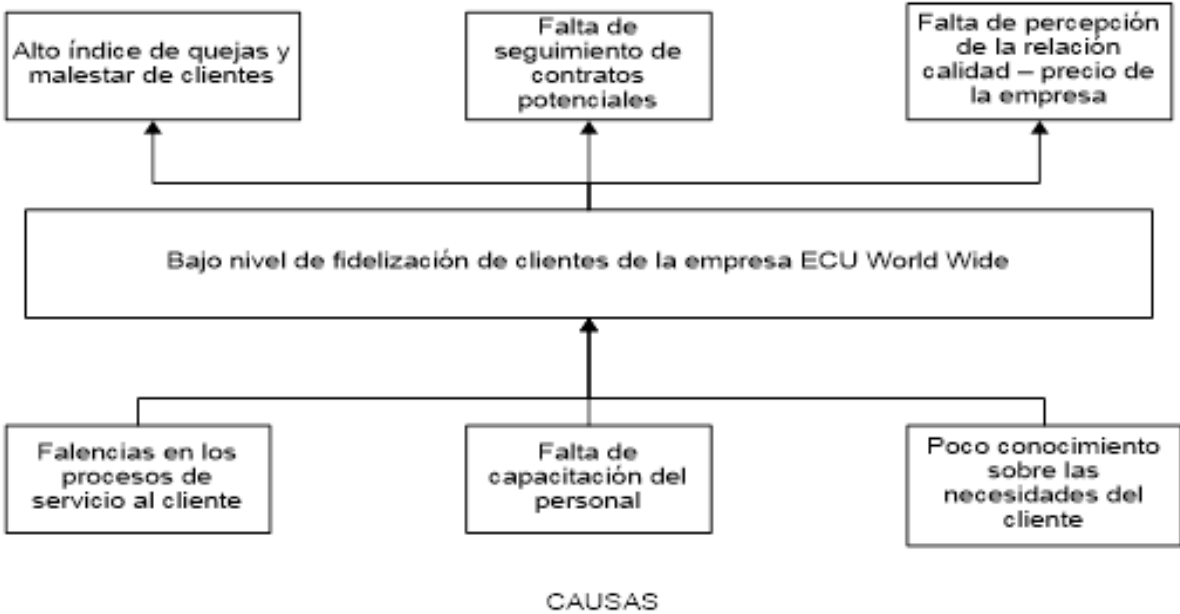 Alto índice de quejas y
malestar de clientes
Falta de
seguimiento de
contratos
potenciales
Falta de percepción
de la relación
calidad – precio de
la empresa
Bajo nivel de fidelización de clientes de la empresa ECU World Wide
Falencias en los
procesos de
servicio al cliente
Falta de
capacitación del
personal
Poco conocimiento
sobre las
necesidades del
cliente
CAUSAS